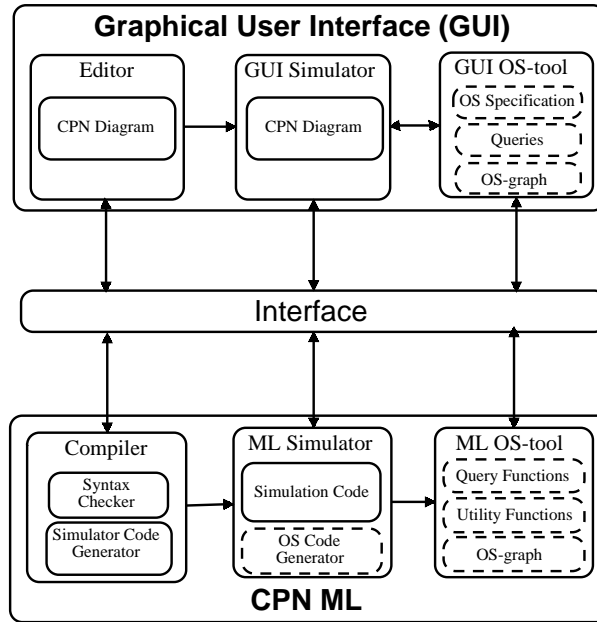 Graphical User Interface (GUI)
Editor
CPN Diagram
GUI Simulator
CPN Diagram
GUI OS-tool
OS Specification
Queries
OS-graph
Interface
Compiler
Syntax
Checker
Simulator Code
Generator
ML Simulator
Simulation Code
OS Code
Generator
ML OS-tool
Query Functions
Utility Functions
OS-graph
CPN ML